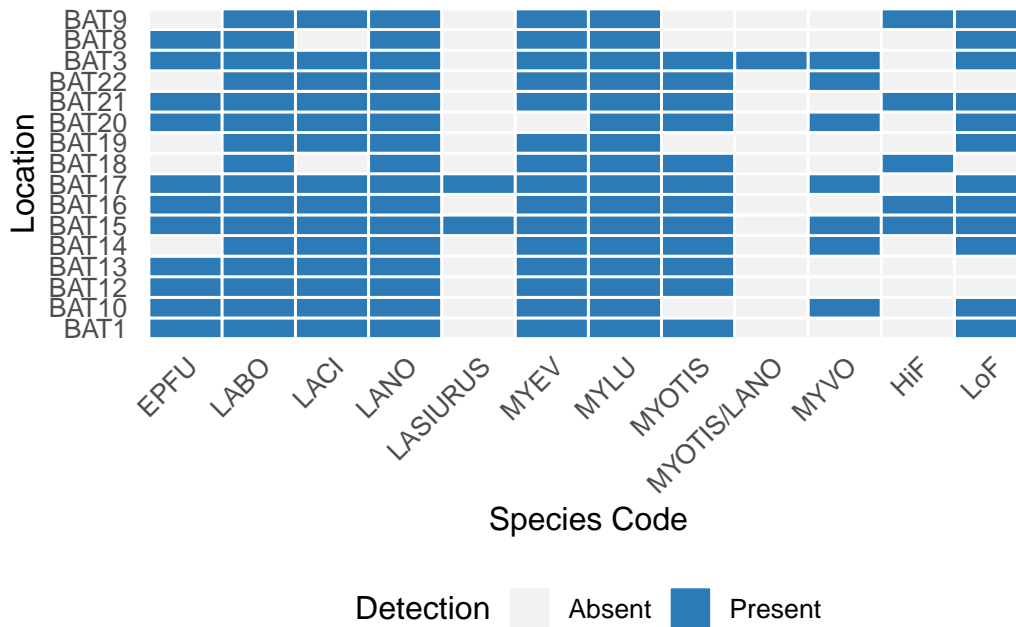 BAT9
BAT8
BAT3
BAT22
BAT21
BAT20
BAT19
BAT18
BAT17
BAT16
BAT15
BAT14
BAT13
BAT12
BAT10
BAT1
Location
EPFU
LABO
LACI
LANO
LASIURUS
MYEV
MYLU
MYOTIS
MYOTIS/LANO
MYVO
HiF
LoF
Species Code
Detection Absent Present